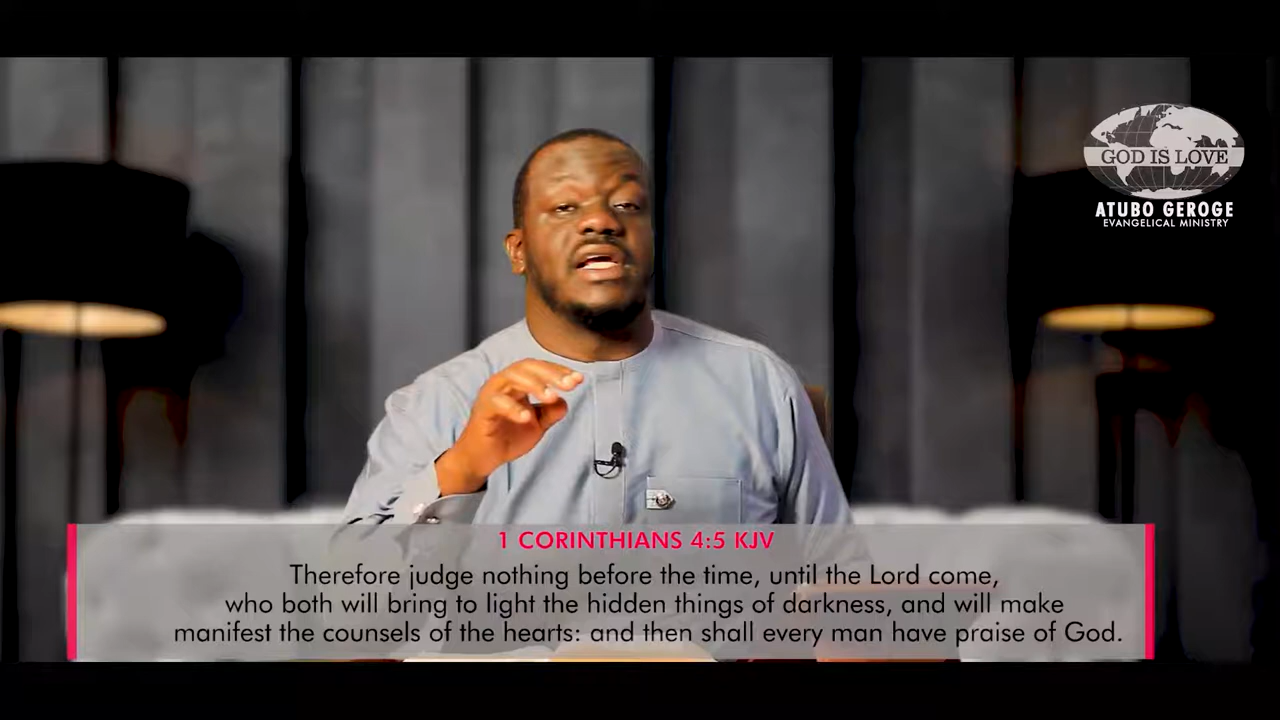 GOD IS LOVE
ATUBO GEROGE
EVANGELICAL MINISTRY
1 CORINTHIANS 4:5 KJV
Therefore judge nothing before the time, until the Lord come,
who both will bring to light the hidden things of darkness, and will make
manifest the counsels of the hearts: and then shall every man have praise of God.